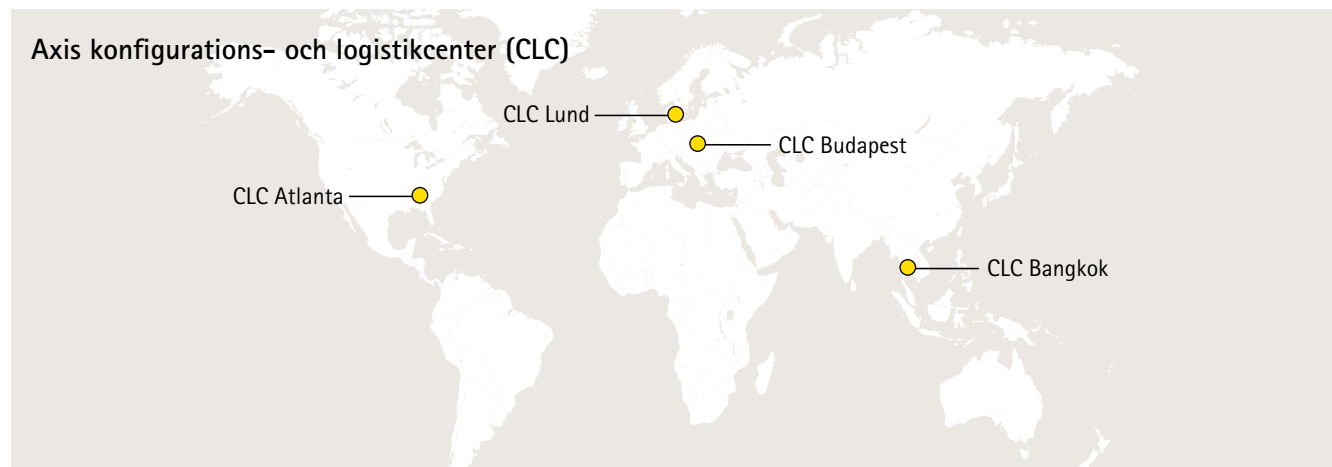 Axis konfigurations- och logistikcenter (CLC)
CLC Lund
CLC Budapest
CLC Atlanta
CLC Bangkok